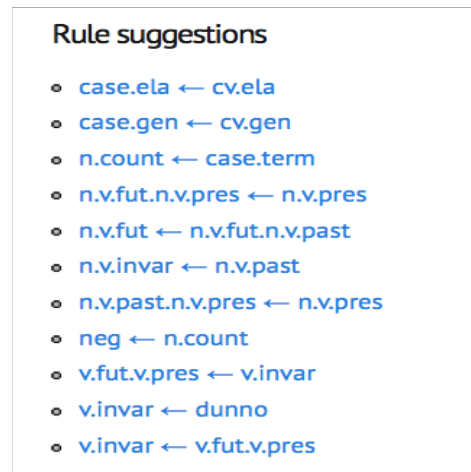 Rule suggestions
case.ela ← cv.ela
case.gen ← cv.gen
n.count ← case.term
n.v.fut.n.v.pres ← n.v.pres
n.v.fut ← n.v.fut.n.v.past
n.v.invar ← n.v.past
n.v.past.n.v.pres ← n.v.pres
neg ← n.count
v.fut.v.pres ← v.invar
v.invar ← dunno
v.invar ← v.fut.v.pres